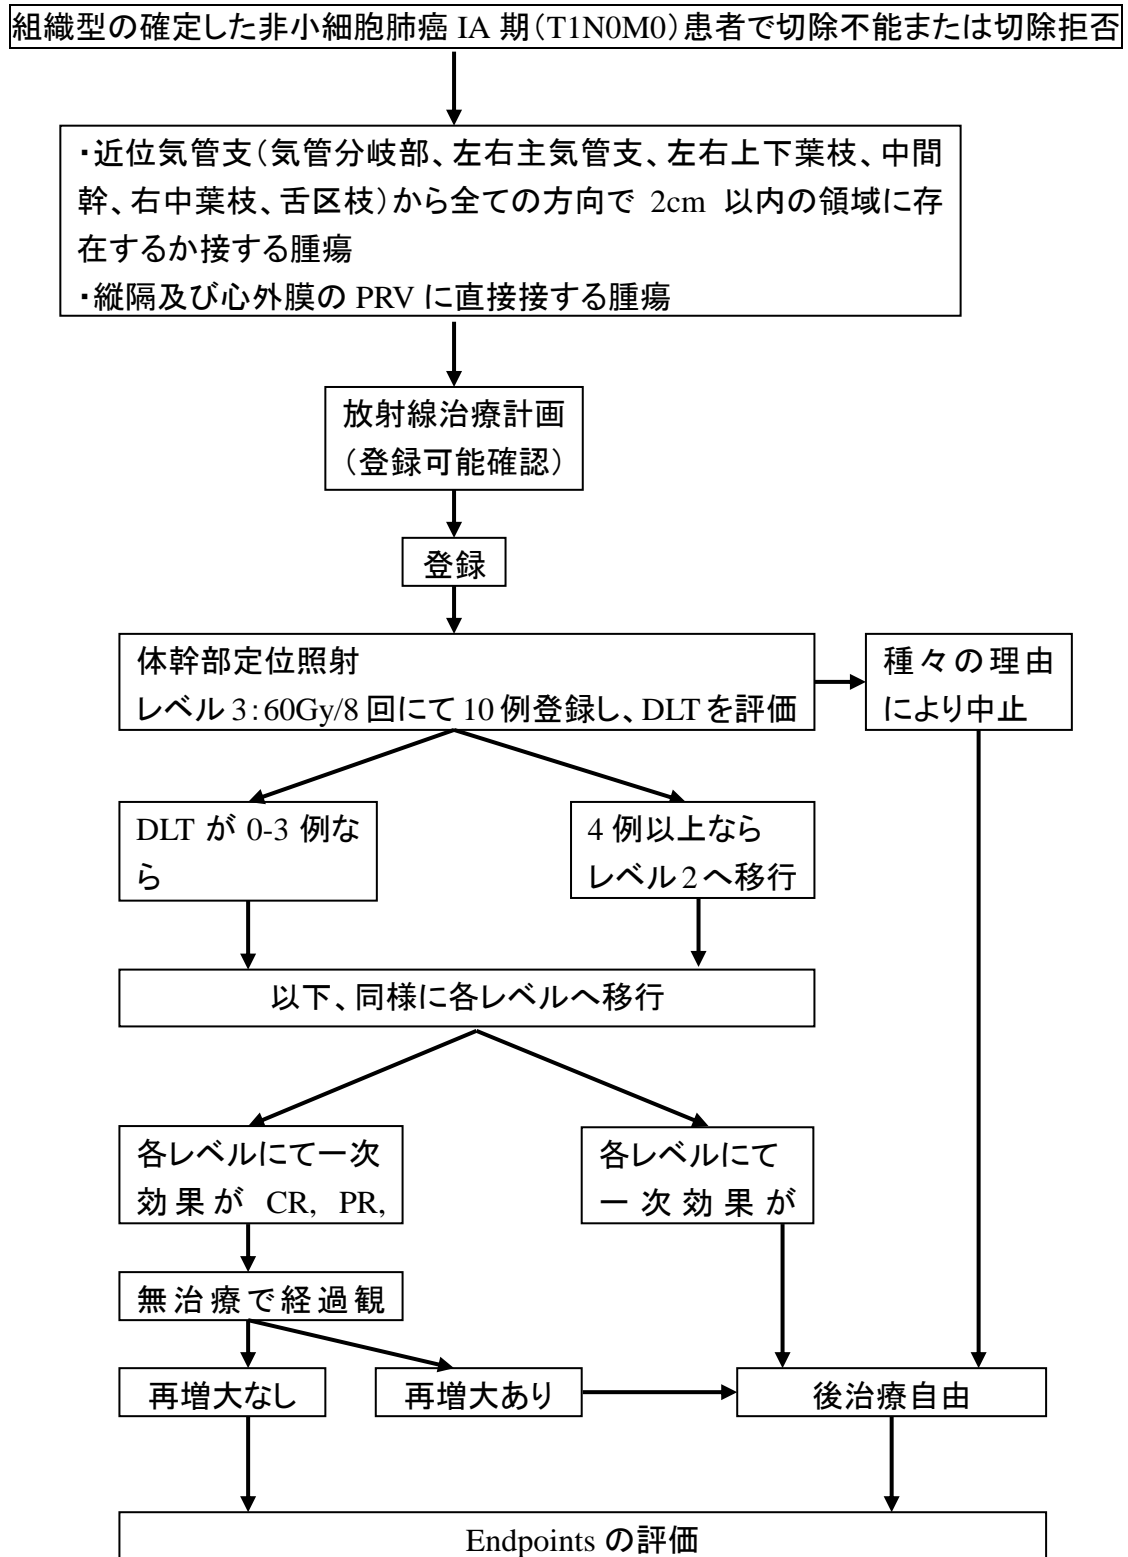 組織型の確定した非小細胞肺癌 IA 期（T1N0M0）患者で切除不能または切除拒否
・近位気管支（気管分岐部、左右主気管支、左右上下葉枝、中間
幹、右中葉枝、舌区枝）から全ての方向で 2cm 以内の領域に存
在するか接する腫瘍
・縦隔及び心外膜の PRV に直接接する腫瘍
放射線治療計画
（登録可能確認）
登録
体幹部定位照射
レベル 3：60Gy/8 回にて 10 例登録し、DLT を評価
種々の理由
により中止
DLT が 0-3 例な
ら
4 例以上なら
レベル 2 へ移行
以下、同様に各レベルへ移行
各レベルにて一次
効果が CR, PR,
各レベルにて
一次効果が
無治療で経過観
再増大なし
再増大あり
後治療自由
Endpoints の評価